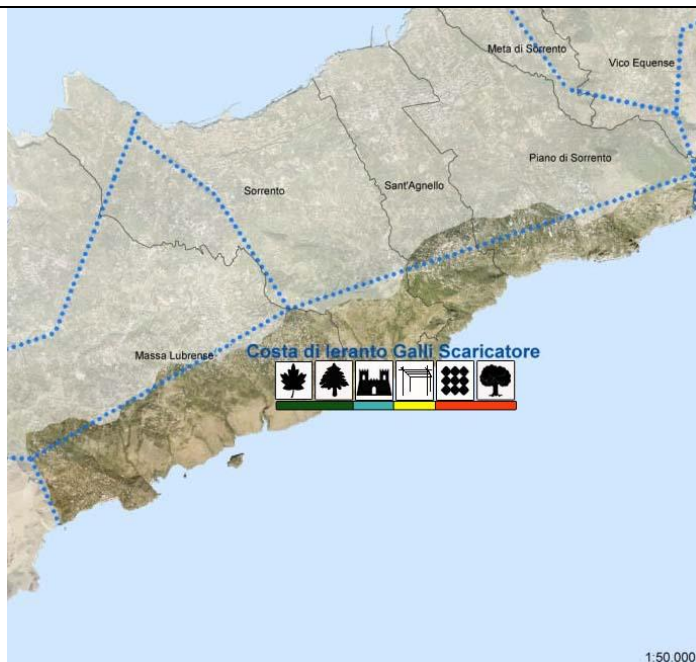 Meta di Sorrento
Vico Equense
Piano di Sorrento
Sant'Agnello
Sorrento
Massa Lubrense
Costa di Ieranto Galli Scaricatore
1:50.000